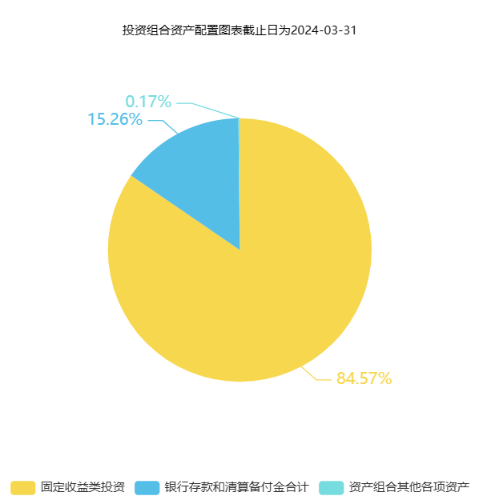 投资组合资产配置图表截止日为2024-03-31
0.17%
15.26%
84.57%
固定收益类投资 银行存款和清算备付金合计 资产组合其他各项资产